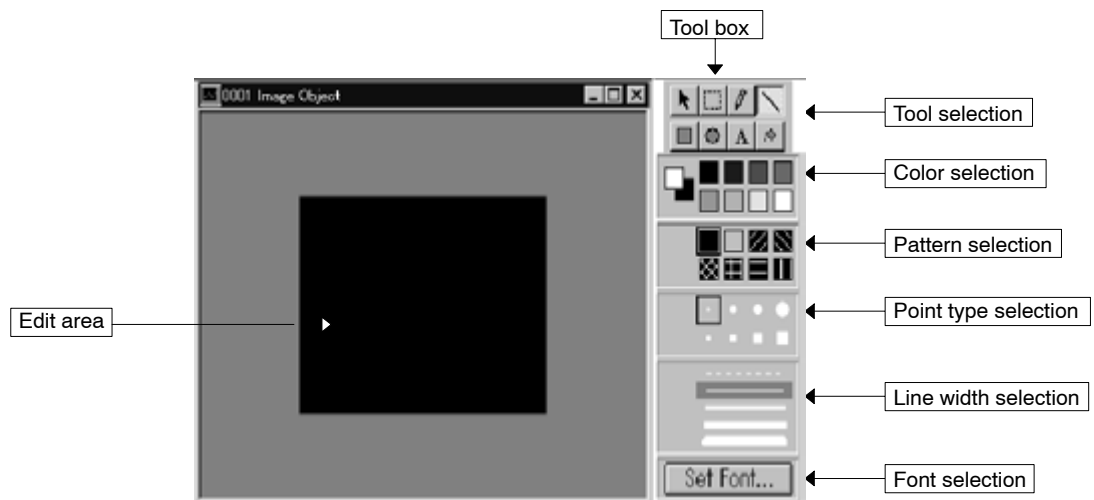 Tool box
0001 Image Object
Tool selection
A
Color selection
Pattern selection
Edit area
Point type selection
Line width selection
Set Font...
Font selection